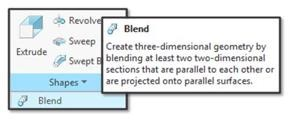 Revolve
Extrude
Sweep
Swept B
Shapes
Blend
Blend
Create three-dimensional geometry by
blending at least two two-dimensional
sections that are parallel to each other or
are projected onto parallel surfaces.